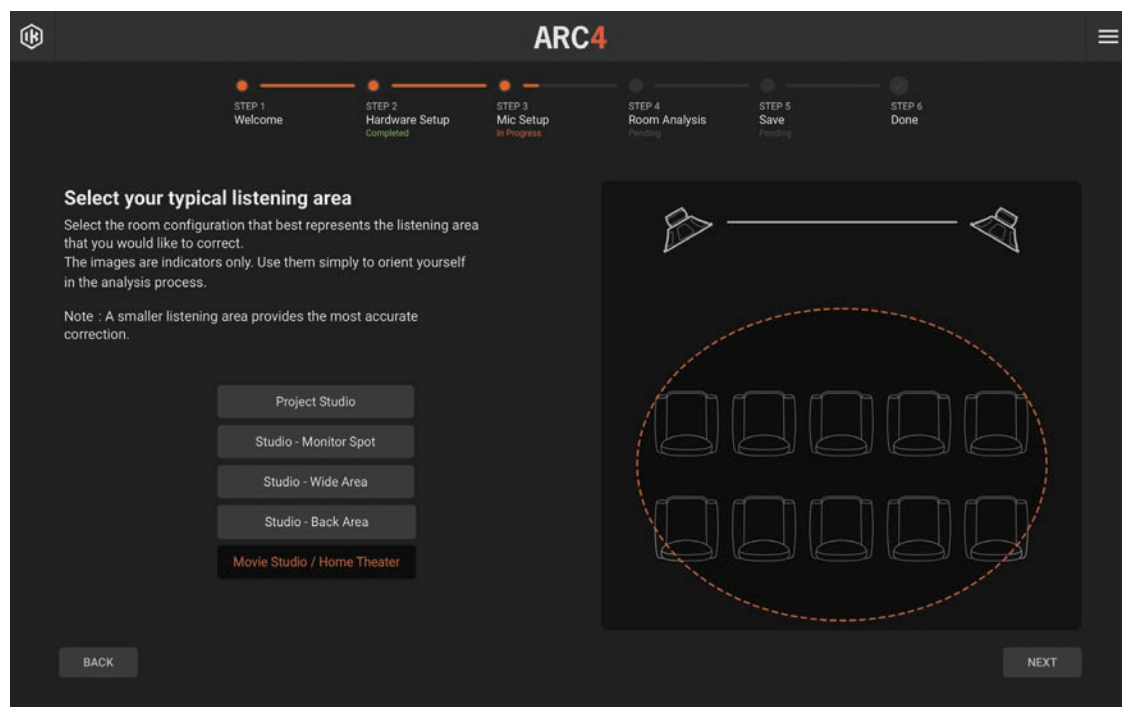 ARC4
STEP 1
Welcome
STEP 2
Hardware Setup
Completed
STEP 3
Mic Setup
In Progress
STEP 4
Room Analysis
Pending
STEP 5
Save
Pending
STEP 6
Done
Select your typical listening area
Select the room configuration that best represents the listening area
that you would like to correct.
The images are indicators only. Use them simply to orient yourself
in the analysis process.
Note : A smaller listening area provides the most accurate
correction.
Project Studio
Studio - Monitor Spot
Studio - Wide Area
Studio - Back Area
Movie Studio / Home Theater
BACK
NEXT